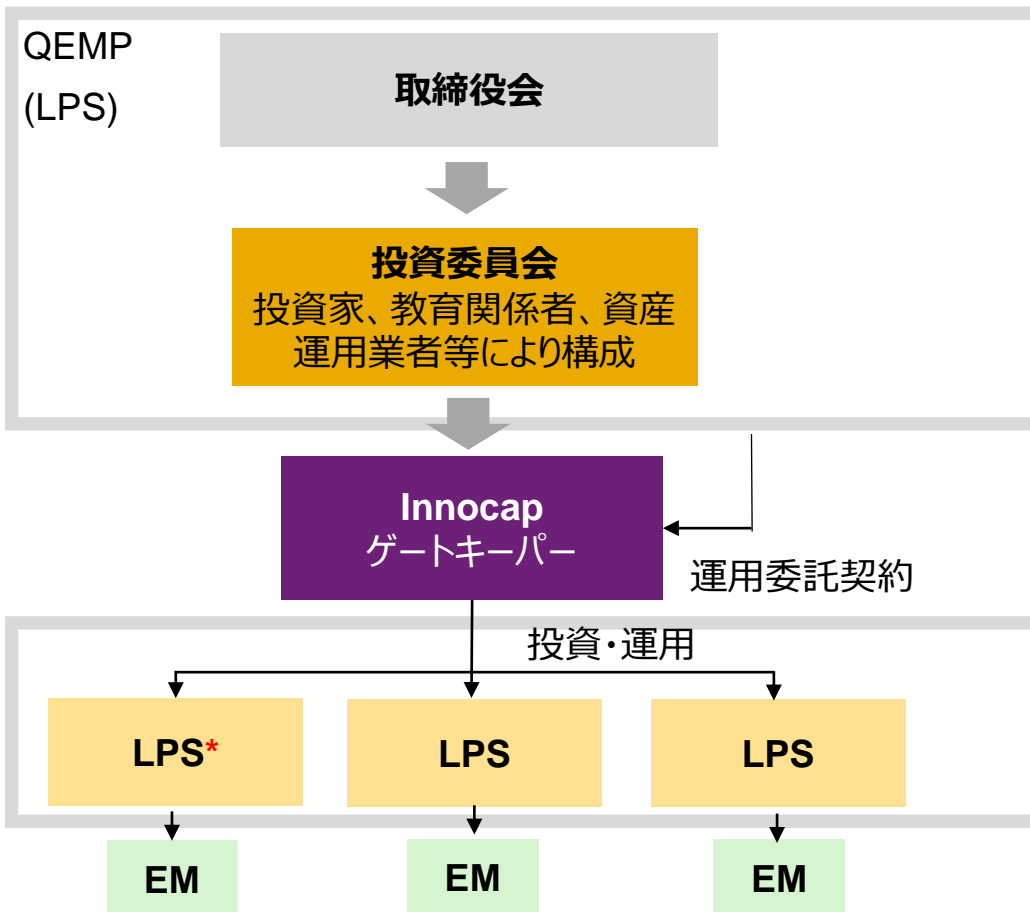 QEMP
(LPS)
取締役会
投資委員会
投資家、教育関係者、資産
運用業者等により構成
Innocap
ゲートキーパー
運用委託契約
投資・運用
LPS*
LPS
LPS
EM
EM
EM